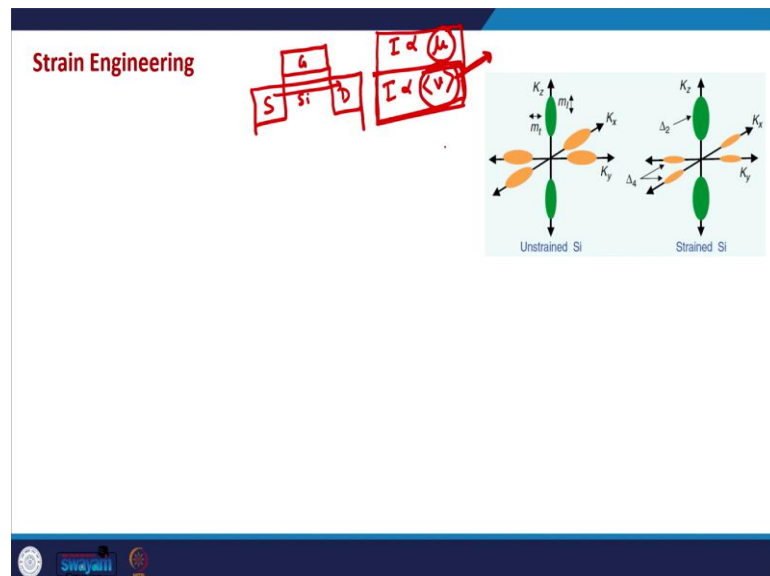 Strain Engineering
G
S Si D
I α μ
I α ⟨v⟩
Kz
ml
mt
Kx
Ky
Unstrained Si
Kz
Δ2
Kx
Ky
Δ4
Strained Si
swayam